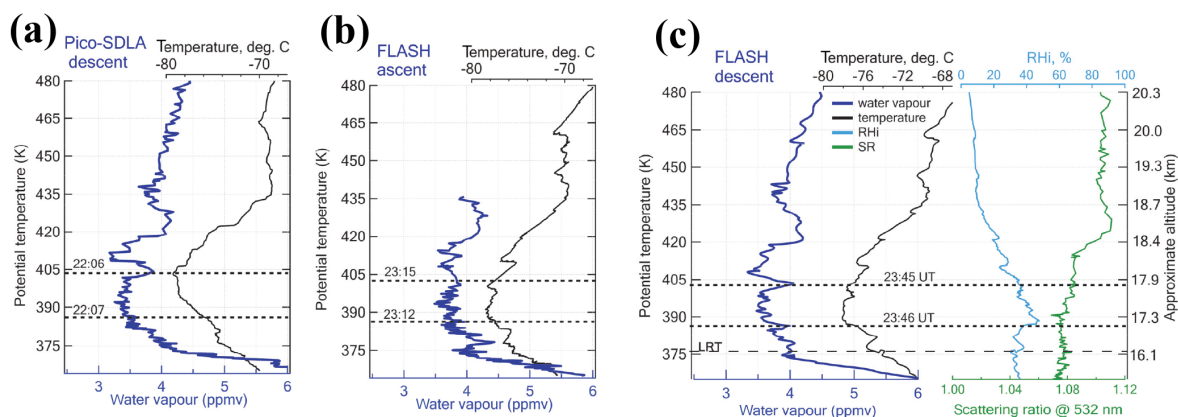 (a)
Pico-SDLA
descent
Temperature, deg. C
-80
-70
480
465
450
435
420
405
390
375
Potential temperature (K)
22:06
22:07
3
4
5
6
Water vapour (ppmv)
(b)
FLASH
ascent
Temperature, deg. C
-80
-70
480
465
450
435
420
405
390
375
Potential temperature (K)
23:15
23:12
3
4
5
6
Water vapour (ppmv)
(c)
FLASH
descent
Temperature, deg. C
-80
-76
-72
-68
RHi, %
0
20
40
60
80
100
water vapour
temperature
RHi
SR
480
465
450
435
420
405
390
375
Potential temperature (K)
23:45 UT
23:46 UT
LRT
20.3
20.0
19.3
18.7
18.4
17.9
17.3
16.1
Approximate altitude (km)
3
4
5
6
Water vapour (ppmv)
1.00
1.04
1.08
1.12
Scattering ratio @ 532 nm